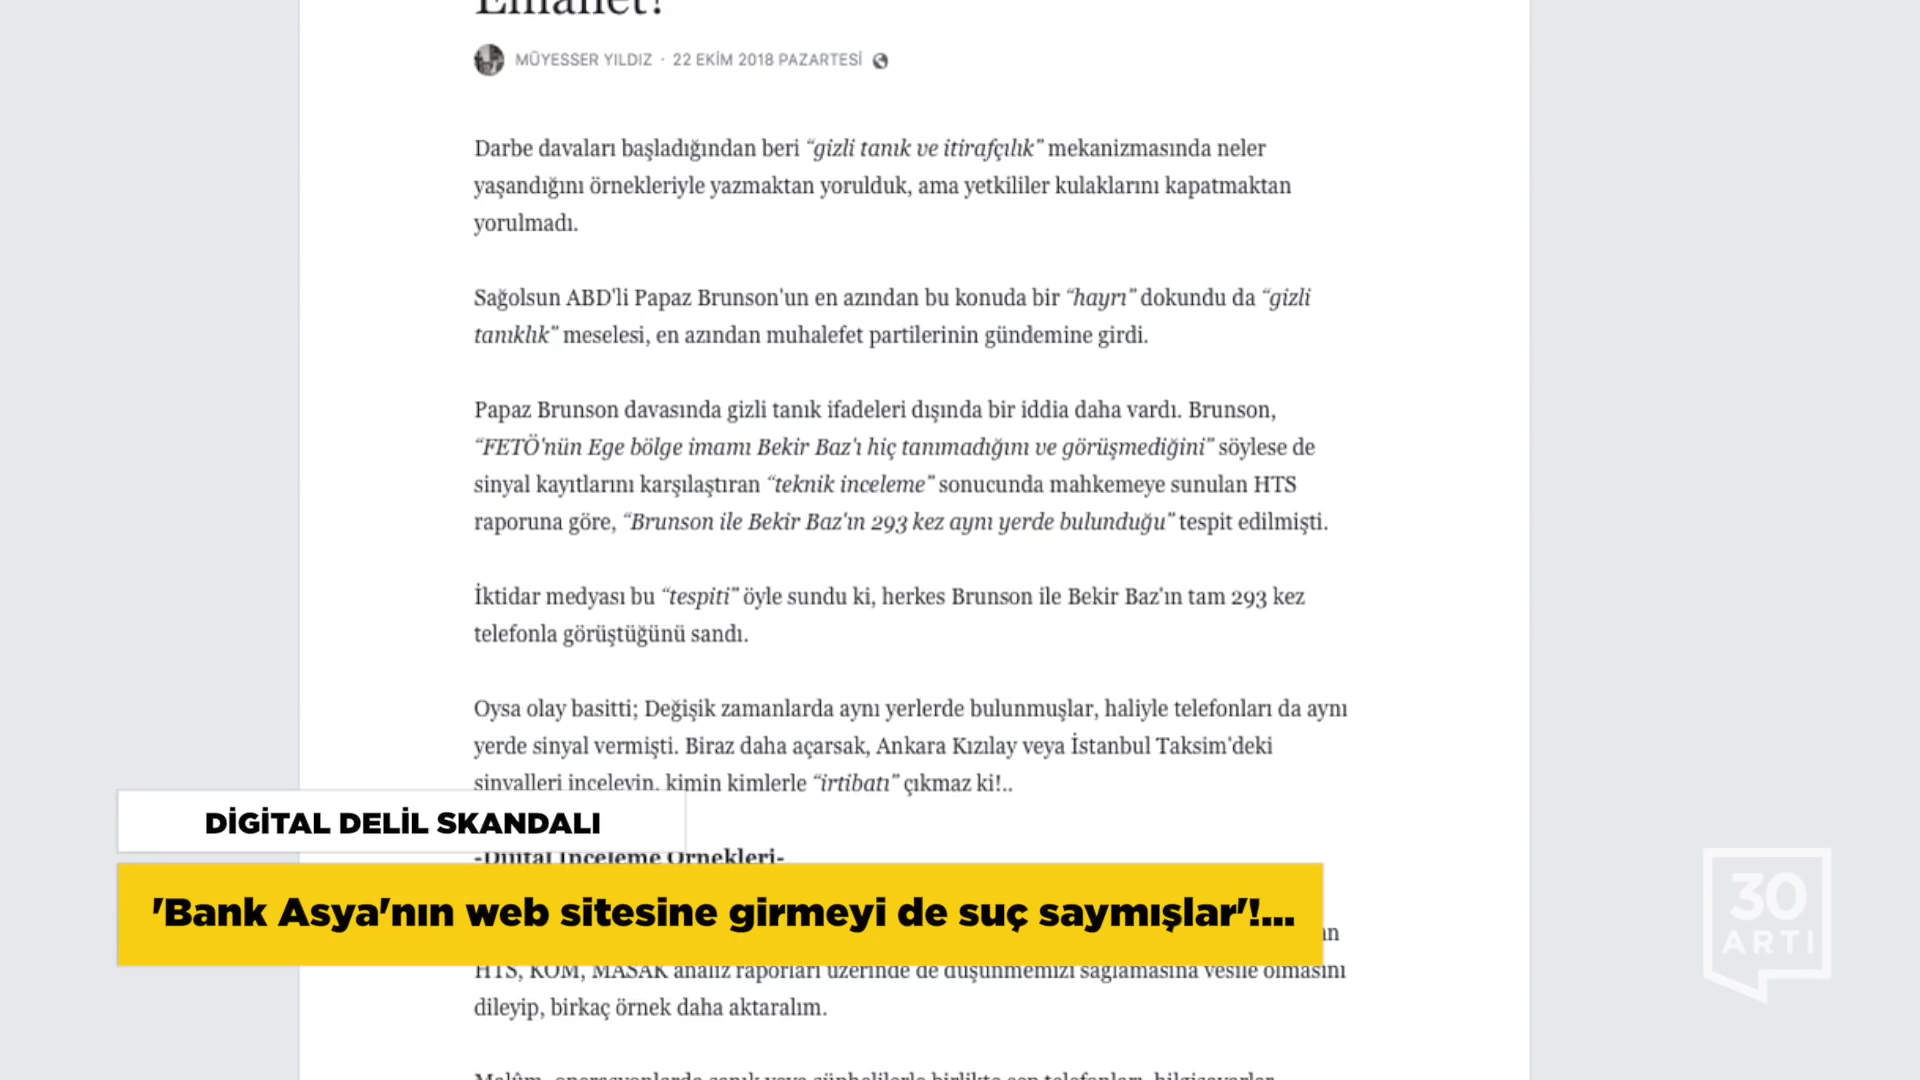 Emanet!
MÜYESSER YILDIZ · 22 EKİM 2018 PAZARTESİ
Darbe davaları başladığından beri “gizli tanık ve itirafçılık” mekanizmasında neler
yaşandığını örnekleriyle yazmaktan yorulduk, ama yetkililer kulaklarını kapatmaktan
yorulmadı.
Sağolsun ABD'li Papaz Brunson'un en azından bu konuda bir “hayrı” dokundu da “gizli
tanıklık” meselesi, en azından muhalefet partilerinin gündemine girdi.
Papaz Brunson davasında gizli tanık ifadeleri dışında bir iddia daha vardı. Brunson,
“FETÖ'nün Ege bölge imamı Bekir Baz'ı hiç tanımadığını ve görüşmediğini” söylese de
sinyal kayıtlarını karşılaştıran “teknik inceleme” sonucunda mahkemeye sunulan HTS
raporuna göre, “Brunson ile Bekir Baz'ın 293 kez aynı yerde bulunduğu” tespit edilmişti.
İktidar medyası bu “tespiti” öyle sundu ki, herkes Brunson ile Bekir Baz'ın tam 293 kez
telefonla görüştüğünü sandı.
Oysa olay basitti; Değişik zamanlarda aynı yerlerde bulunmuşlar, haliyle telefonları da aynı
yerde sinyal vermişti. Biraz daha açarsak, Ankara Kızılay veya İstanbul Taksim'deki
sinyalleri inceleyin, kimin kimlerle “irtibatı” çıkmaz ki!..
DİGİTAL DELİL SKANDALI
-Dijital İnceleme Örnekleri-
'Bank Asya'nın web sitesine girmeyi de suç saymışlar'!...
HTS, KOM, MASAK analiz raporları üzerinde de düşünmemizi sağlamasına vesile olmasını
dileyip, birkaç örnek daha aktaralım.
30
ARTI